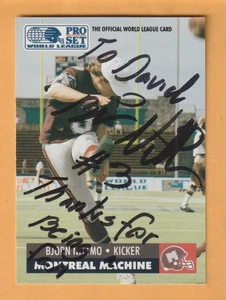 PRO SET
WORLD LEAGUE
THE OFFICIAL WORLD LEAGUE CARD
To David
#3
Thanks for
BJORN NITTMO · KICKER
MONTREAL MACHINE